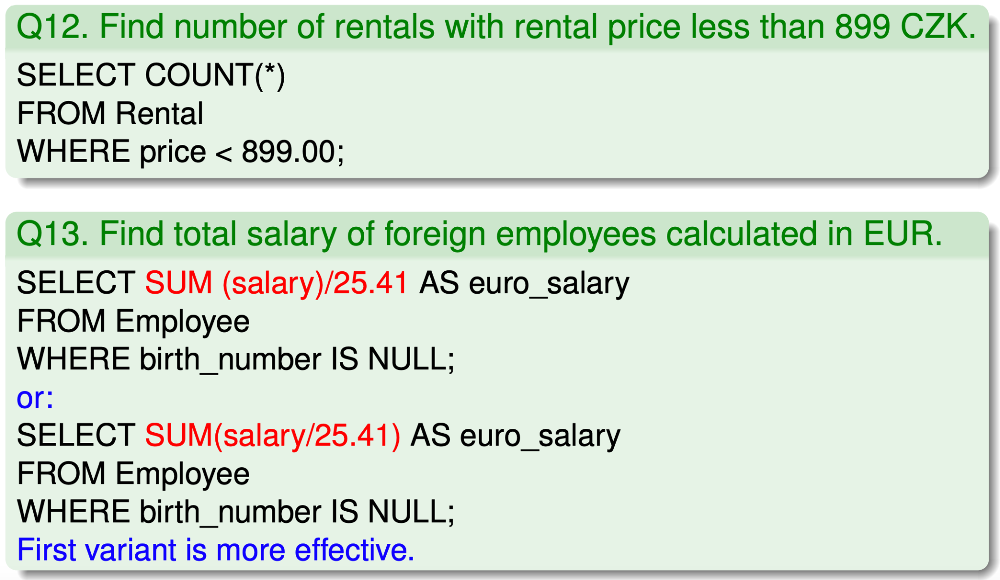 Q12. Find number of rentals with rental price less than 899 CZK.
SELECT COUNT(*)
FROM Rental
WHERE price < 899.00;
Q13. Find total salary of foreign employees calculated in EUR.
SELECT SUM (salary)/25.41 AS euro_salary
FROM Employee
WHERE birth_number IS NULL;
or:
SELECT SUM(salary/25.41) AS euro_salary
FROM Employee
WHERE birth_number IS NULL;
First variant is more effective.